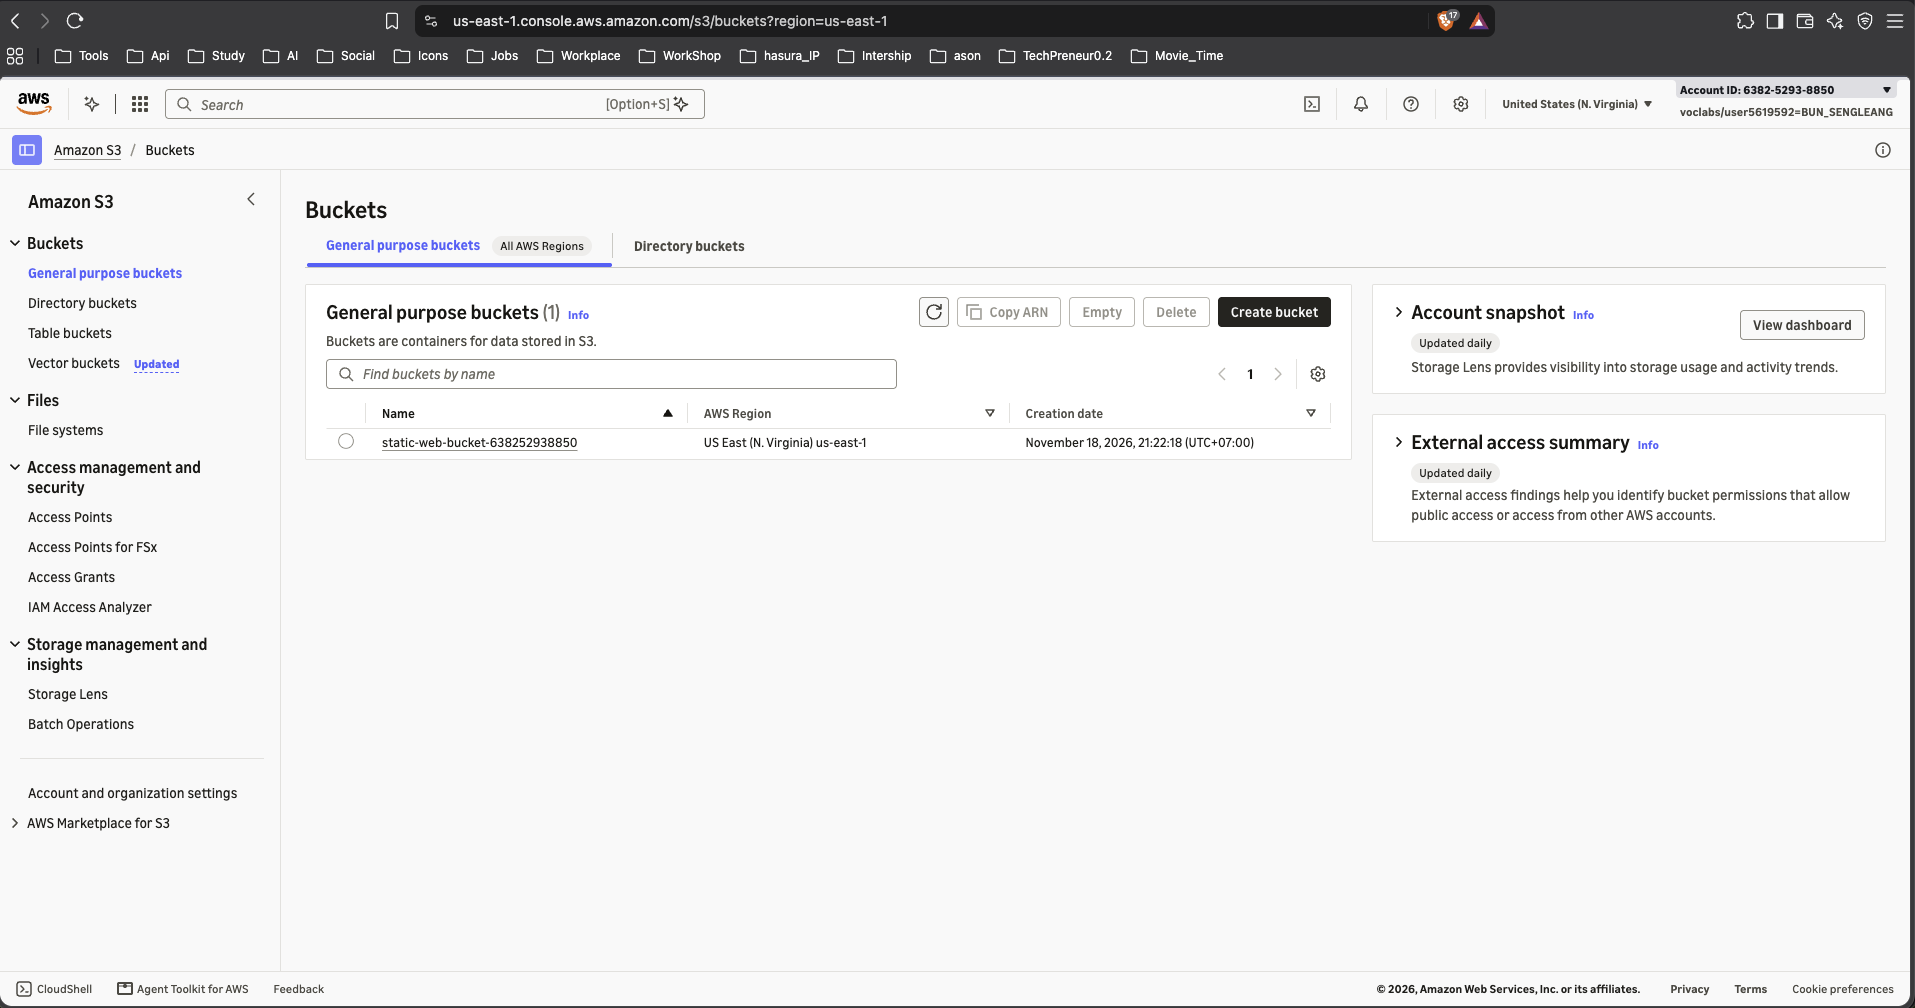 us-east-1.console.aws.amazon.com/s3/buckets?region=us-east-1
17
Tools Api Study AI Social Icons Jobs Workplace WorkShop hasura_IP Intership ason TechPreneur0.2 Movie_Time
aws
Search [Option+S]
United States (N. Virginia)
Account ID: 6382-5293-8850
voclabs/user5619592=BUN_SENGLEANG
Amazon S3 / Buckets
Amazon S3
Buckets
General purpose buckets
Directory buckets
Table buckets
Vector buckets Updated
Files
File systems
Access management and
security
Access Points
Access Points for FSx
Access Grants
IAM Access Analyzer
Storage management and
insights
Storage Lens
Batch Operations
Account and organization settings
AWS Marketplace for S3
Buckets
General purpose buckets All AWS Regions Directory buckets
General purpose buckets (1) Info
Copy ARN Empty Delete Create bucket
Buckets are containers for data stored in S3.
Find buckets by name
1
Name AWS Region Creation date
static-web-bucket-638252938850 US East (N. Virginia) us-east-1 November 18, 2026, 21:22:18 (UTC+07:00)
Account snapshot Info
View dashboard
Updated daily
Storage Lens provides visibility into storage usage and activity trends.
External access summary Info
Updated daily
External access findings help you identify bucket permissions that allow
public access or access from other AWS accounts.
CloudShell Agent Toolkit for AWS Feedback
© 2026, Amazon Web Services, Inc. or its affiliates. Privacy Terms Cookie preferences